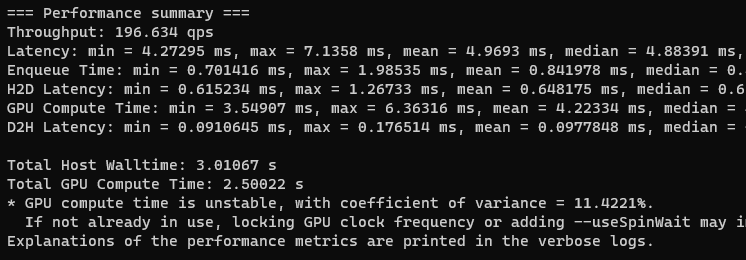 === Performance summary ===
Throughput: 196.634 qps
Latency: min = 4.27295 ms, max = 7.1358 ms, mean = 4.9693 ms, median = 4.88391 ms,
Enqueue Time: min = 0.701416 ms, max = 1.98535 ms, mean = 0.841978 ms, median = 0.
H2D Latency: min = 0.615234 ms, max = 1.26733 ms, mean = 0.648175 ms, median = 0.6
GPU Compute Time: min = 3.54907 ms, max = 6.36316 ms, mean = 4.22334 ms, median =
D2H Latency: min = 0.0910645 ms, max = 0.176514 ms, mean = 0.0977848 ms, median =
Total Host Walltime: 3.01067 s
Total GPU Compute Time: 2.50022 s
* GPU compute time is unstable, with coefficient of variance = 11.4221%.
If not already in use, locking GPU clock frequency or adding --useSpinWait may
Explanations of the performance metrics are printed in the verbose logs.